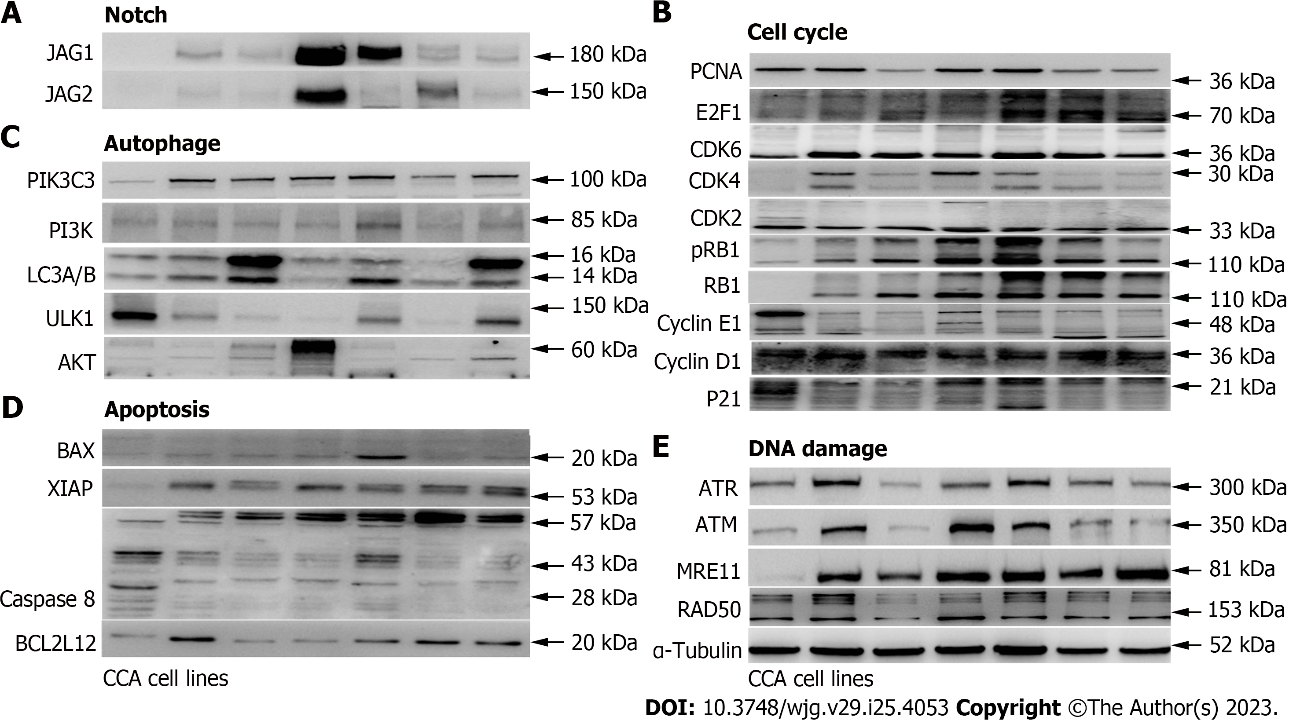 A
Notch
JAG1
180 kDa
JAG2
150 kDa
B
Cell cycle
PCNA
36 kDa
E2F1
70 kDa
CDK6
36 kDa
CDK4
30 kDa
CDK2
33 kDa
pRB1
110 kDa
RB1
110 kDa
Cyclin E1
48 kDa
Cyclin D1
36 kDa
P21
21 kDa
C
Autophage
PIK3C3
100 kDa
PI3K
85 kDa
LC3A/B
16 kDa
14 kDa
ULK1
150 kDa
AKT
60 kDa
D
Apoptosis
BAX
20 kDa
XIAP
53 kDa
57 kDa
43 kDa
Caspase 8
28 kDa
BCL2L12
20 kDa
CCA cell lines
E
DNA damage
ATR
300 kDa
ATM
350 kDa
MRE11
81 kDa
RAD50
153 kDa
α-Tubulin
52 kDa
CCA cell lines
DOI: 10.3748/wjg.v29.i25.4053 Copyright ©The Author(s) 2023.